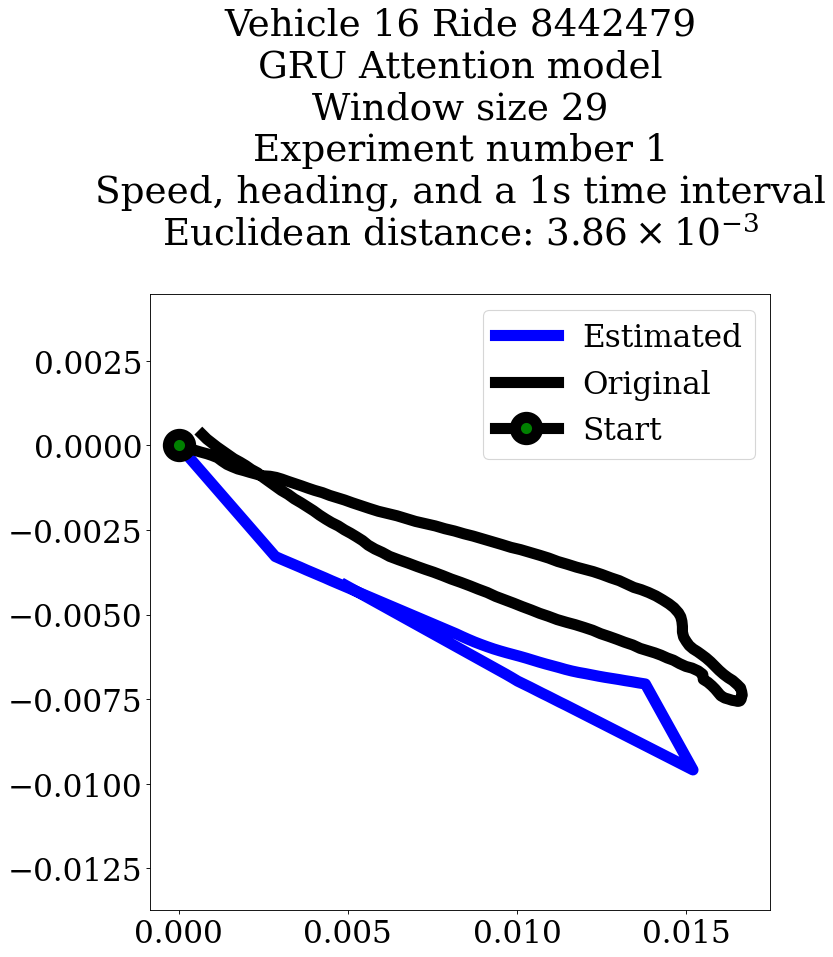 Vehicle 16 Ride 8442479
GRU Attention model
Window size 29
Experiment number 1
Speed, heading, and a 1s time interval
Euclidean distance: 3.86 × 10⁻³
Estimated
Original
Start
0.0025
0.0000
−0.0025
−0.0050
−0.0075
−0.0100
−0.0125
0.000 0.005 0.010 0.015